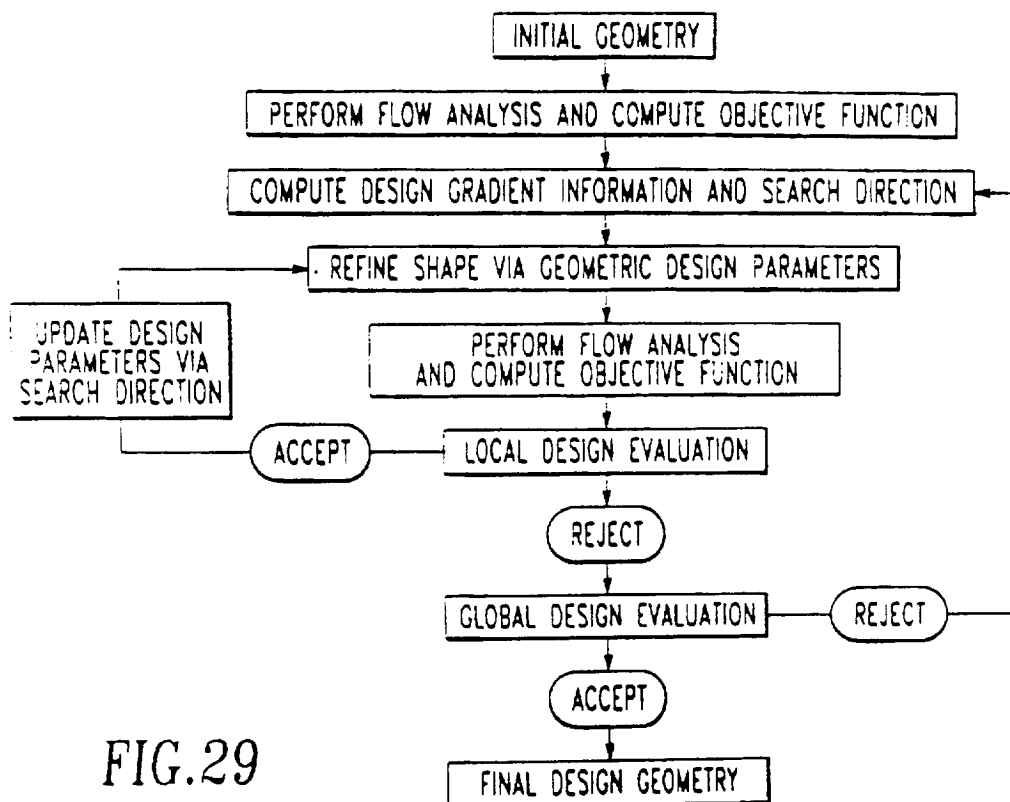 INITIAL GEOMETRY
PERFORM FLOW ANALYSIS AND COMPUTE OBJECTIVE FUNCTION
COMPUTE DESIGN GRADIENT INFORMATION AND SEARCH DIRECTION
REFINE SHAPE VIA GEOMETRIC DESIGN PARAMETERS
UPDATE DESIGN
PARAMETERS VIA
SEARCH DIRECTION
PERFORM FLOW ANALYSIS
AND COMPUTE OBJECTIVE FUNCTION
ACCEPT
LOCAL DESIGN EVALUATION
REJECT
GLOBAL DESIGN EVALUATION
REJECT
ACCEPT
FINAL DESIGN GEOMETRY
FIG.29